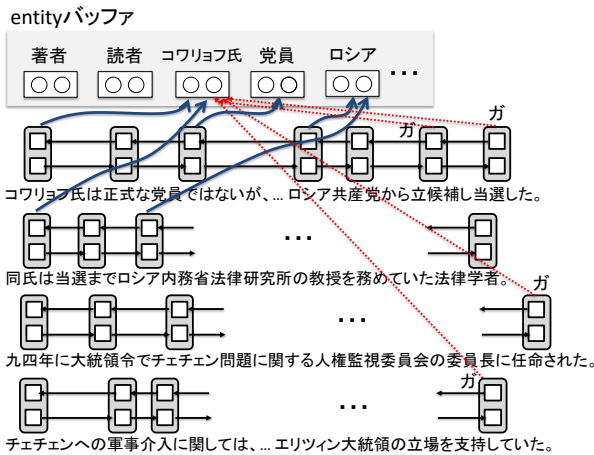 entityバッファ
著者 読者 コワリョフ氏 党員 ロシア …
ガ
ガ
コワリョフ氏は正式な党員ではないが、… ロシア共産党から立候補し当選した。
…
同氏は当選までロシア内務省法律研究所の教授を務めていた法律学者。
ガ
…
九四年に大統領令でチェチェン問題に関する人権監視委員会の委員長に任命された。
ガ
…
チェチェンへの軍事介入に関しては、… エリツィン大統領の立場を支持していた。